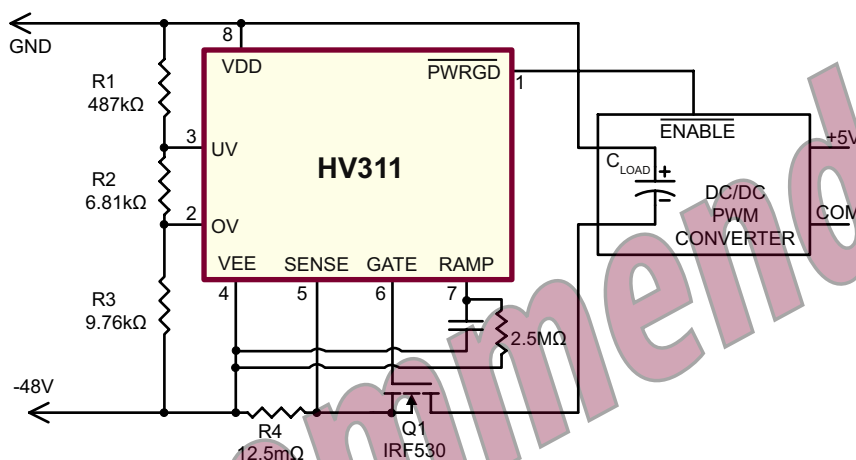 GND
R1
487kΩ
R2
6.81kΩ
R3
9.76kΩ
-48V
8
VDD
PWRGD
1
3
UV
HV311
2
OV
VEE
SENSE
GATE
RAMP
4
5
6
7
2.5MΩ
R4
12.5mΩ
Q1
IRF530
ENABLE
+5V
CLOAD
+
–
DC/DC
PWM
CONVERTER
COM
ommend